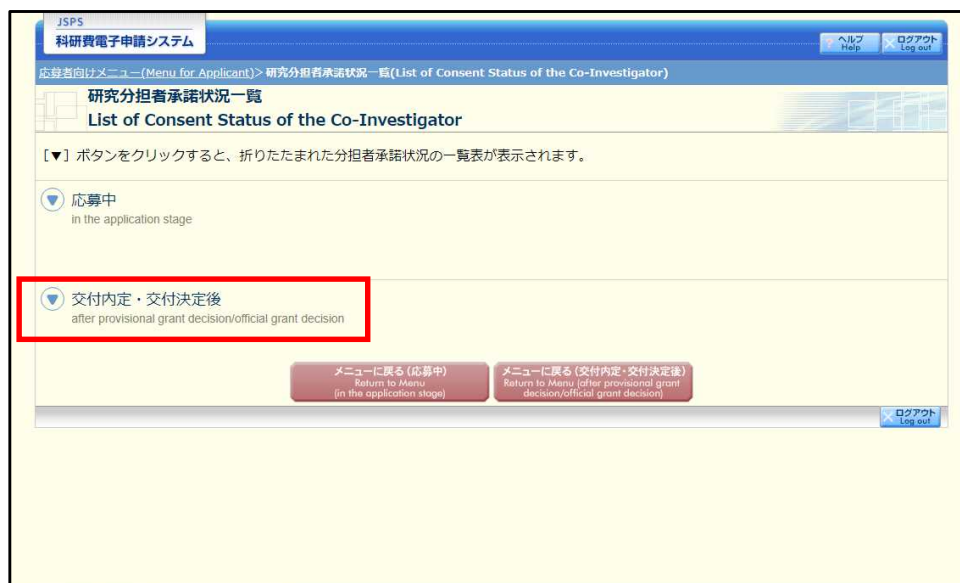 JSPS
科研費電子申請システム
ヘルプ
Help
ログアウト
Log out
応募者向けメニュー(Menu for Applicant)> 研究分担者承諾状況一覧(List of Consent Status of the Co-Investigator)
研究分担者承諾状況一覧
List of Consent Status of the Co-Investigator
[▼] ボタンをクリックすると、折りたたまれた分担者承諾状況の一覧表が表示されます。
応募中
in the application stage
交付内定・交付決定後
after provisional grant decision/official grant decision
メニューに戻る(応募中)
Return to Menu
(in the application stage)
メニューに戻る(交付内定・交付決定後)
Return to Menu (after provisional grant
decision/official grant decision)
ログアウト
Log out